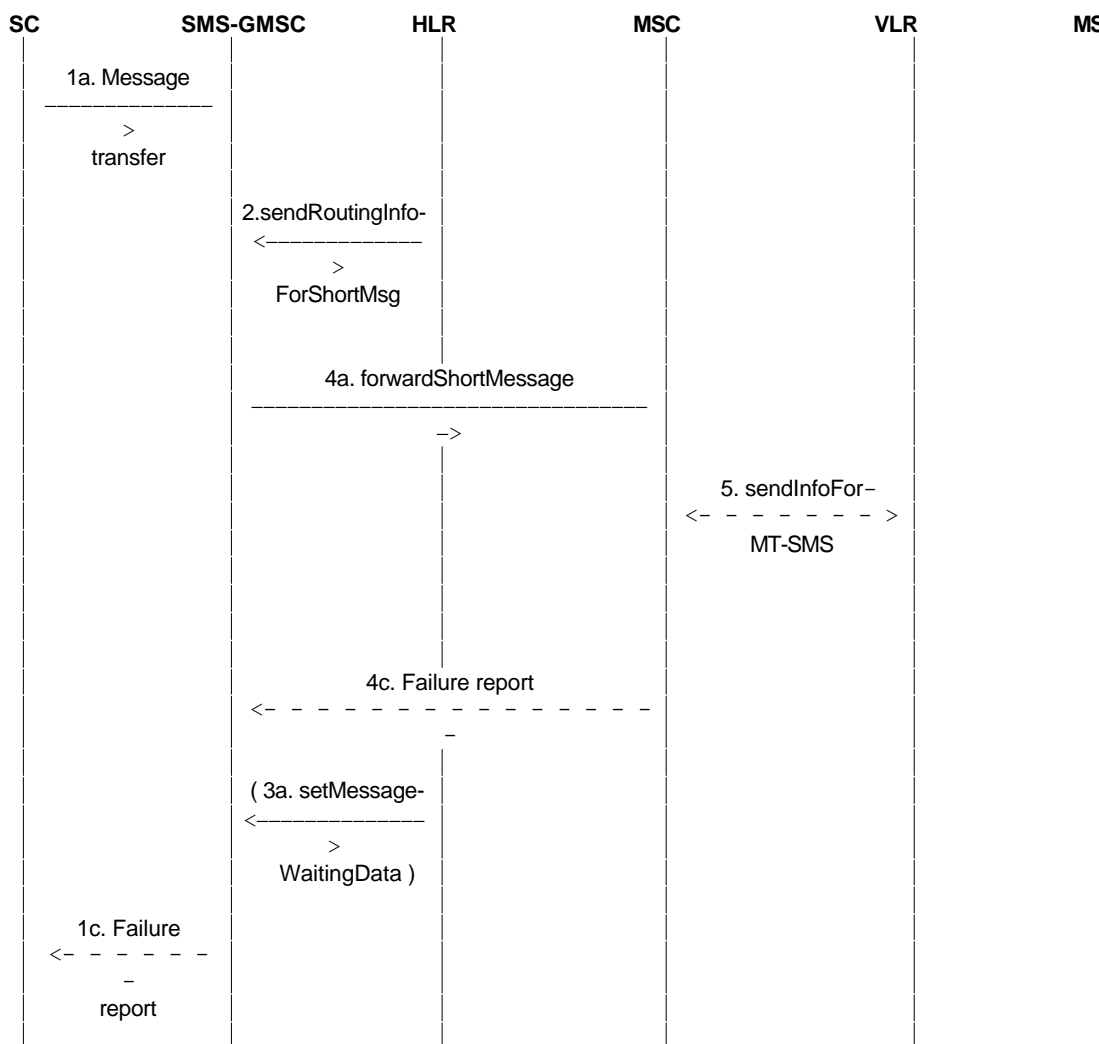 SC SMS-GMSC HLR MSC VLR MS
1a. Message
>
transfer
2.sendRoutingInfo-
<−−−−−−−−−−−−−
>
ForShortMsg
4a. forwardShortMessage
−>
5. sendInfoFor−
<− − − − − − − >
MT-SMS
4c. Failure report
<− − − − − − − − − − − − − − −
−
( 3a. setMessage-
<−−−−−−−−−−−−−−
>
WaitingData )
1c. Failure
<− − − − − −
−
report